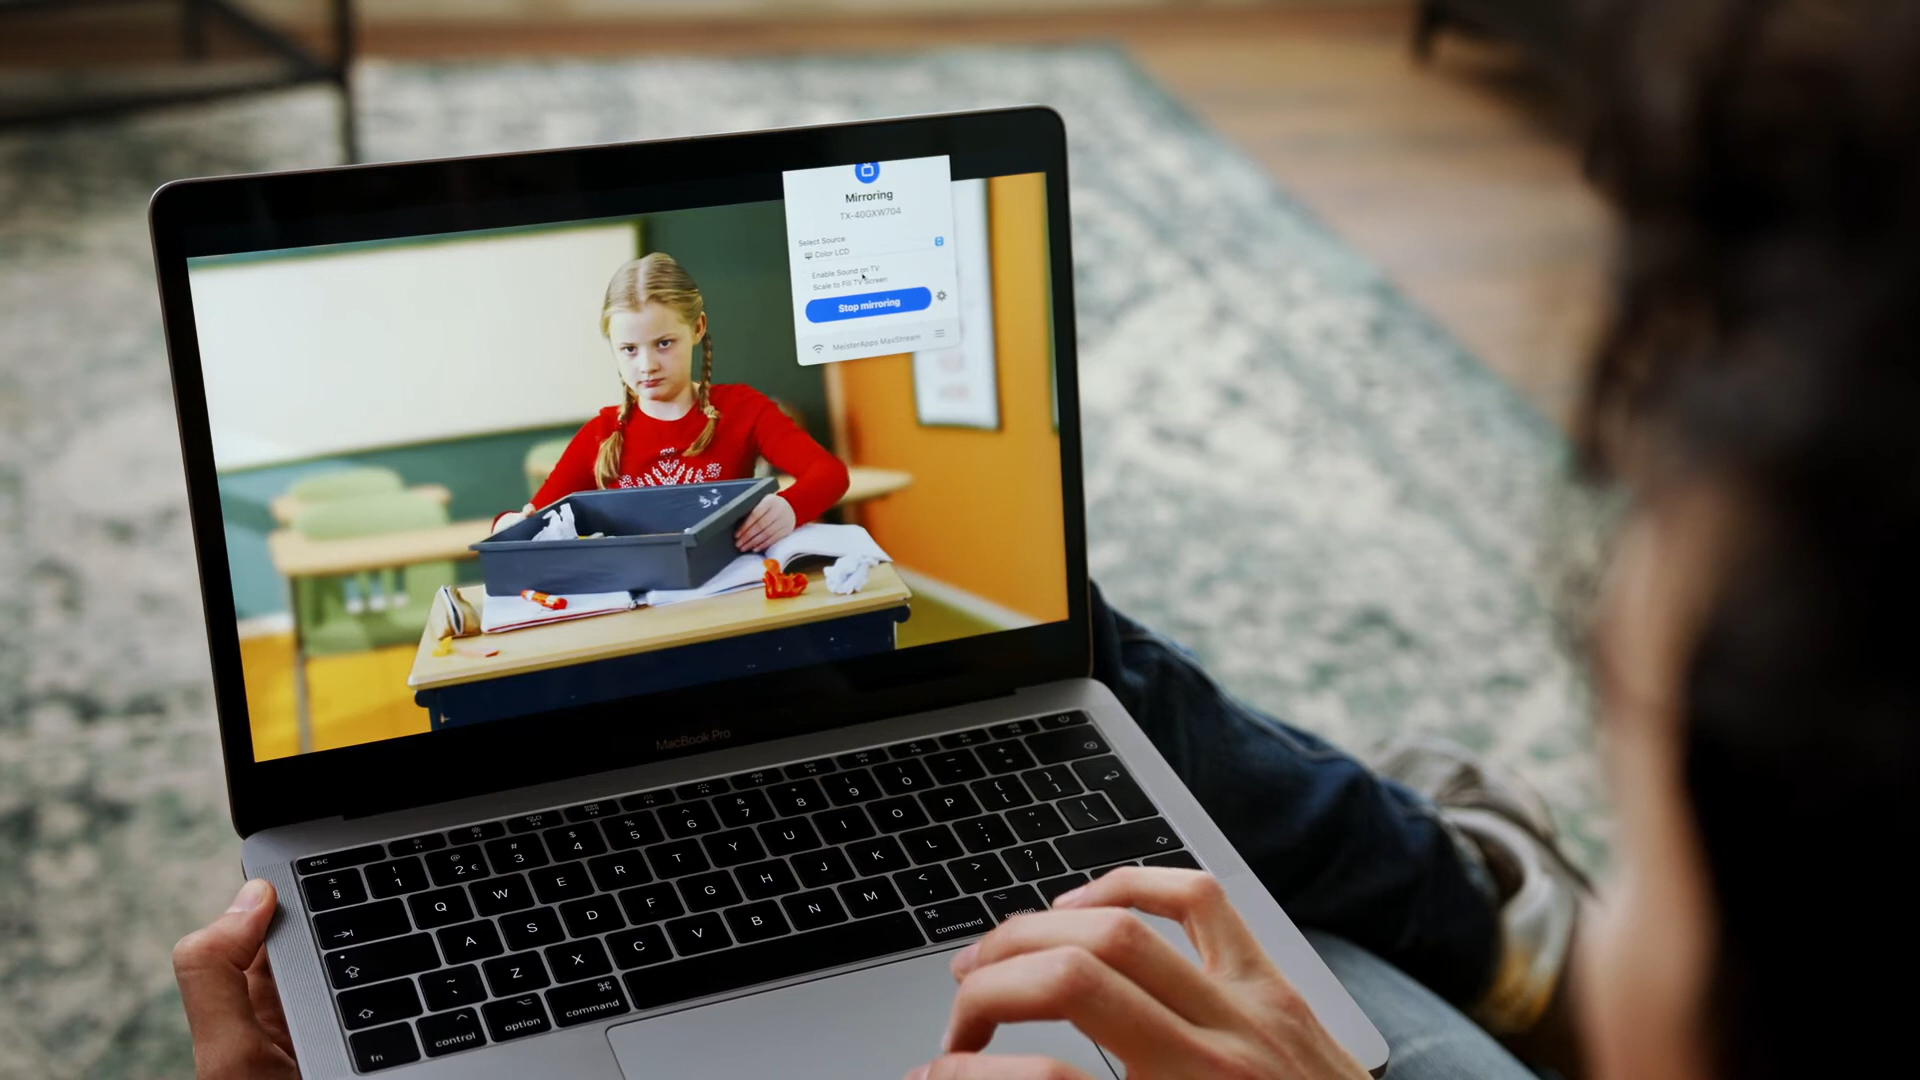 Mirroring
TX-40GXW704
Select Source
Color LCD
Enable Sound on TV
Scale to Fill TV Screen
Stop mirroring
MeisterApps MaxStream
MacBook Pro
esc
± § ! 1 @ 2 € # 3 $ 4 % 5 ^ 6 & 7 * 8 9 0 - + =
Q W E R T Y U I O P { [ } ]
A S D F G H J K L : ; " ' | \
~ ` Z X C V B N M < , > . ? /
fn control option command command option